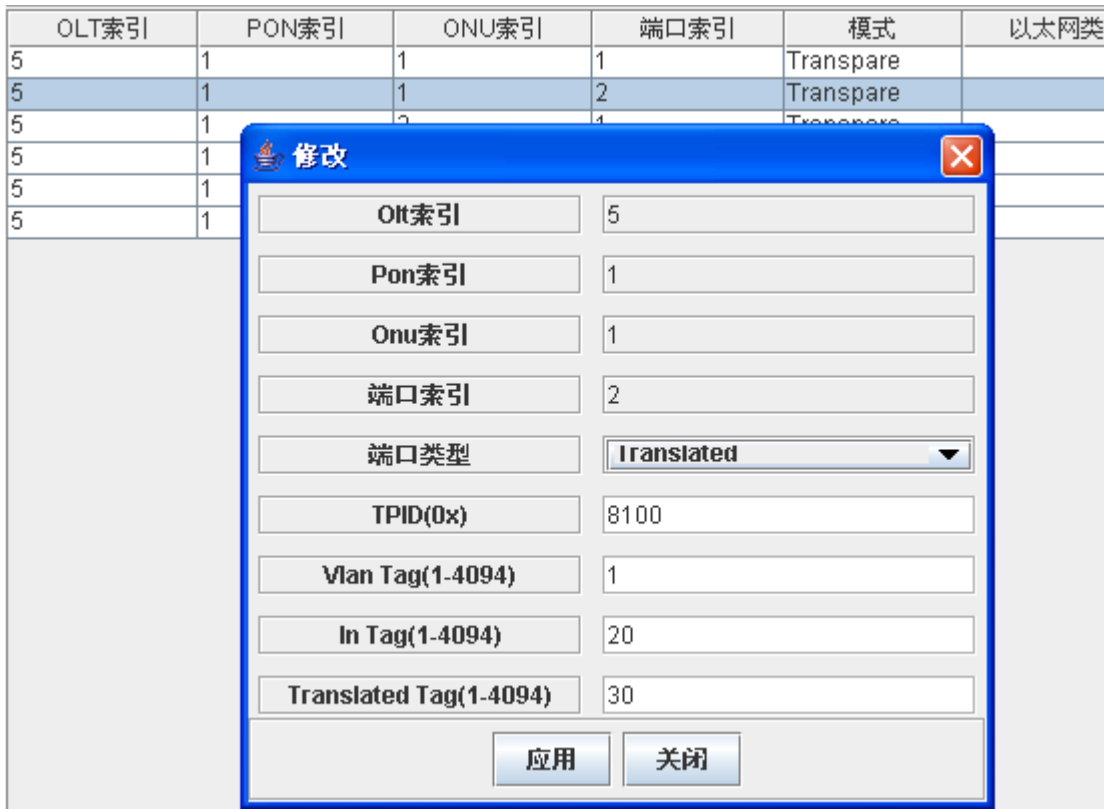 OLT索引 PON索引 ONU索引 端口索引 模式 以太网类
5 1 1 1 Transpare
5 1 1 2 Transpare
5 1 2 1 Transpare
5 1
5 1
5 1
修改
Olt索引 5
Pon索引 1
Onu索引 1
端口索引 2
端口类型 Translated
TPID(0x) 8100
Vlan Tag(1-4094) 1
In Tag(1-4094) 20
Translated Tag(1-4094) 30
应用 关闭